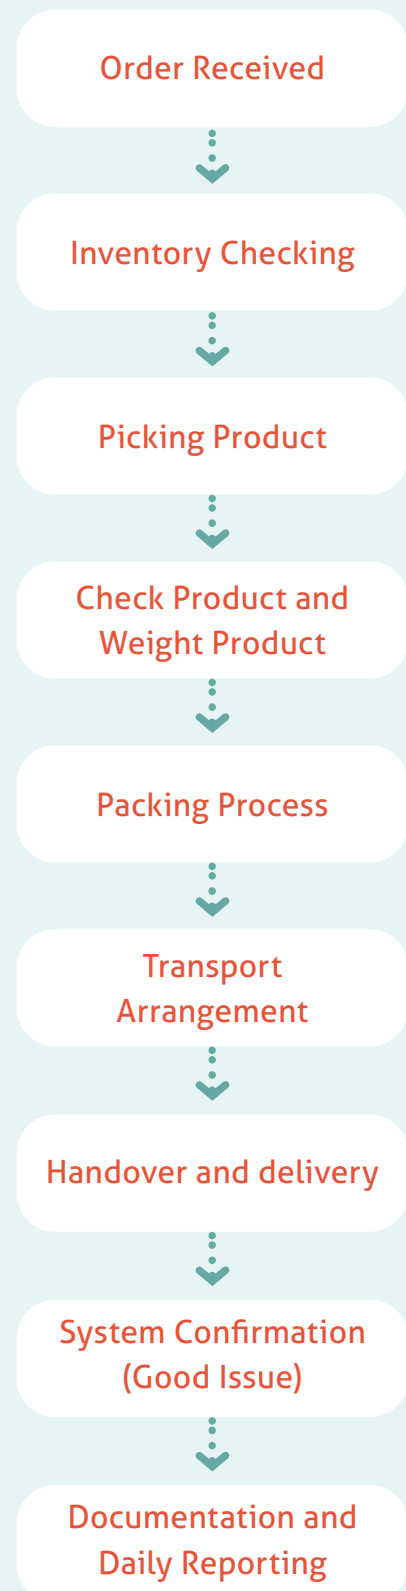 Order Received
Inventory Checking
Picking Product
Check Product and
Weight Product
Packing Process
Transport
Arrangement
Handover and delivery
System Confirmation
(Good Issue)
Documentation and
Daily Reporting